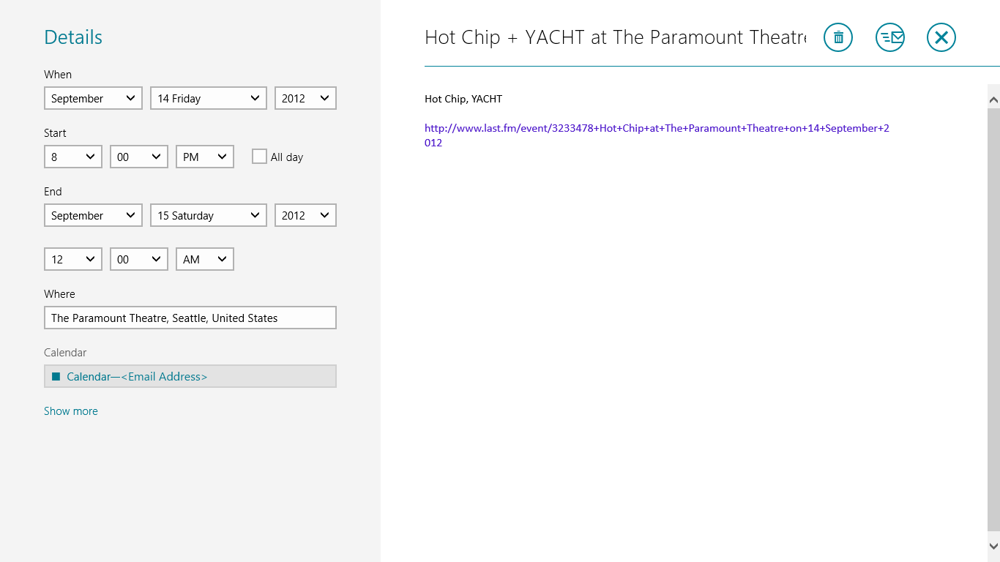 Details
When
September 14 Friday 2012
Start
8 00 PM All day
End
September 15 Saturday 2012
12 00 AM
Where
The Paramount Theatre, Seattle, United States
Calendar
Calendar—<Email Address>
Show more
Hot Chip + YACHT at The Paramount Theatre
Hot Chip, YACHT
http://www.last.fm/event/3233478+Hot+Chip+at+The+Paramount+Theatre+on+14+September+2
012